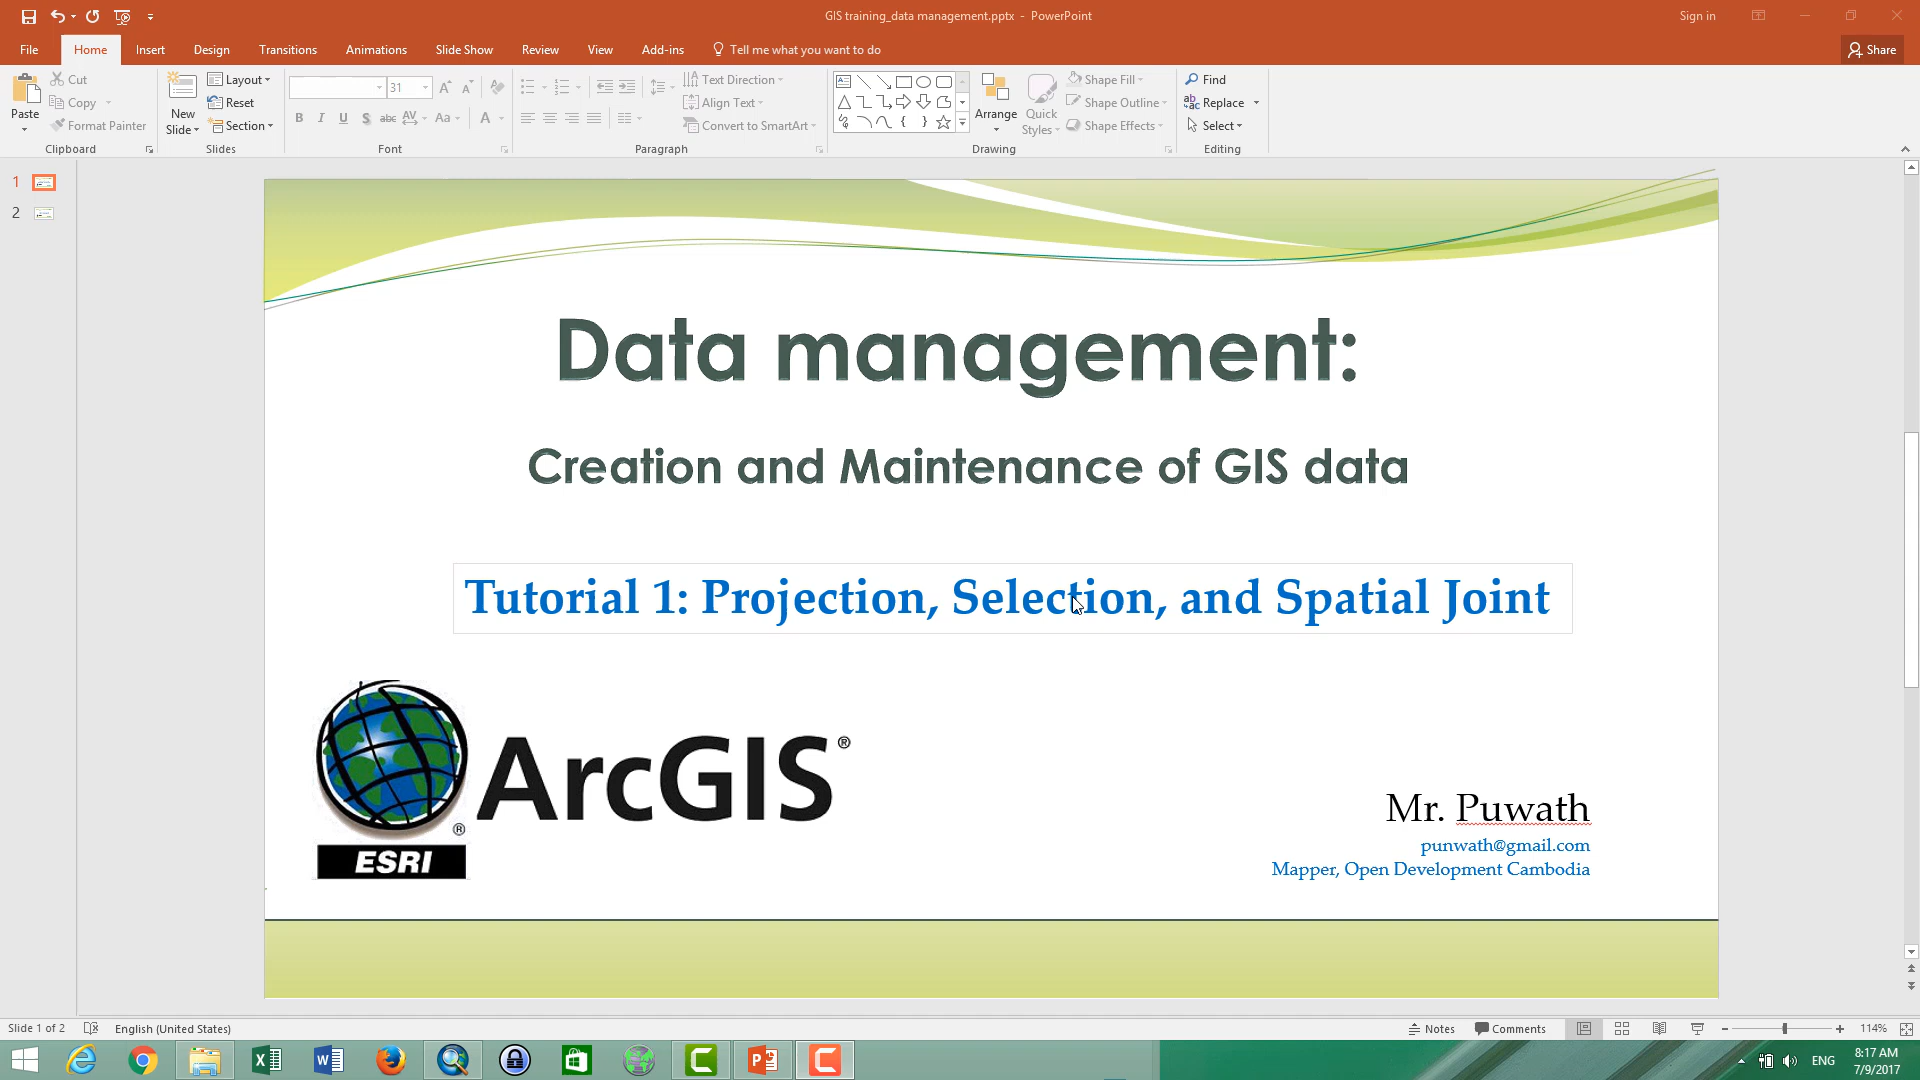 GIS training_data management.pptx - PowerPoint
Sign in
File Home Insert Design Transitions Animations Slide Show Review View Add-ins Tell me what you want to do
Share
Paste
Cut
Copy
Format Painter
Clipboard
New Slide
Layout
Reset
Section
Slides
31
Font
Text Direction
Align Text
Convert to SmartArt
Paragraph
Arrange
Quick Styles
Shape Fill
Shape Outline
Shape Effects
Drawing
Find
Replace
Select
Editing
1
2
Data management:
Creation and Maintenance of GIS data
Tutorial 1: Projection, Selection, and Spatial Joint
ArcGIS®
®
ESRI
Mr. Puwath
punwath@gmail.com
Mapper, Open Development Cambodia
Slide 1 of 2
English (United States)
Notes
Comments
114%
ENG
8:17 AM
7/9/2017